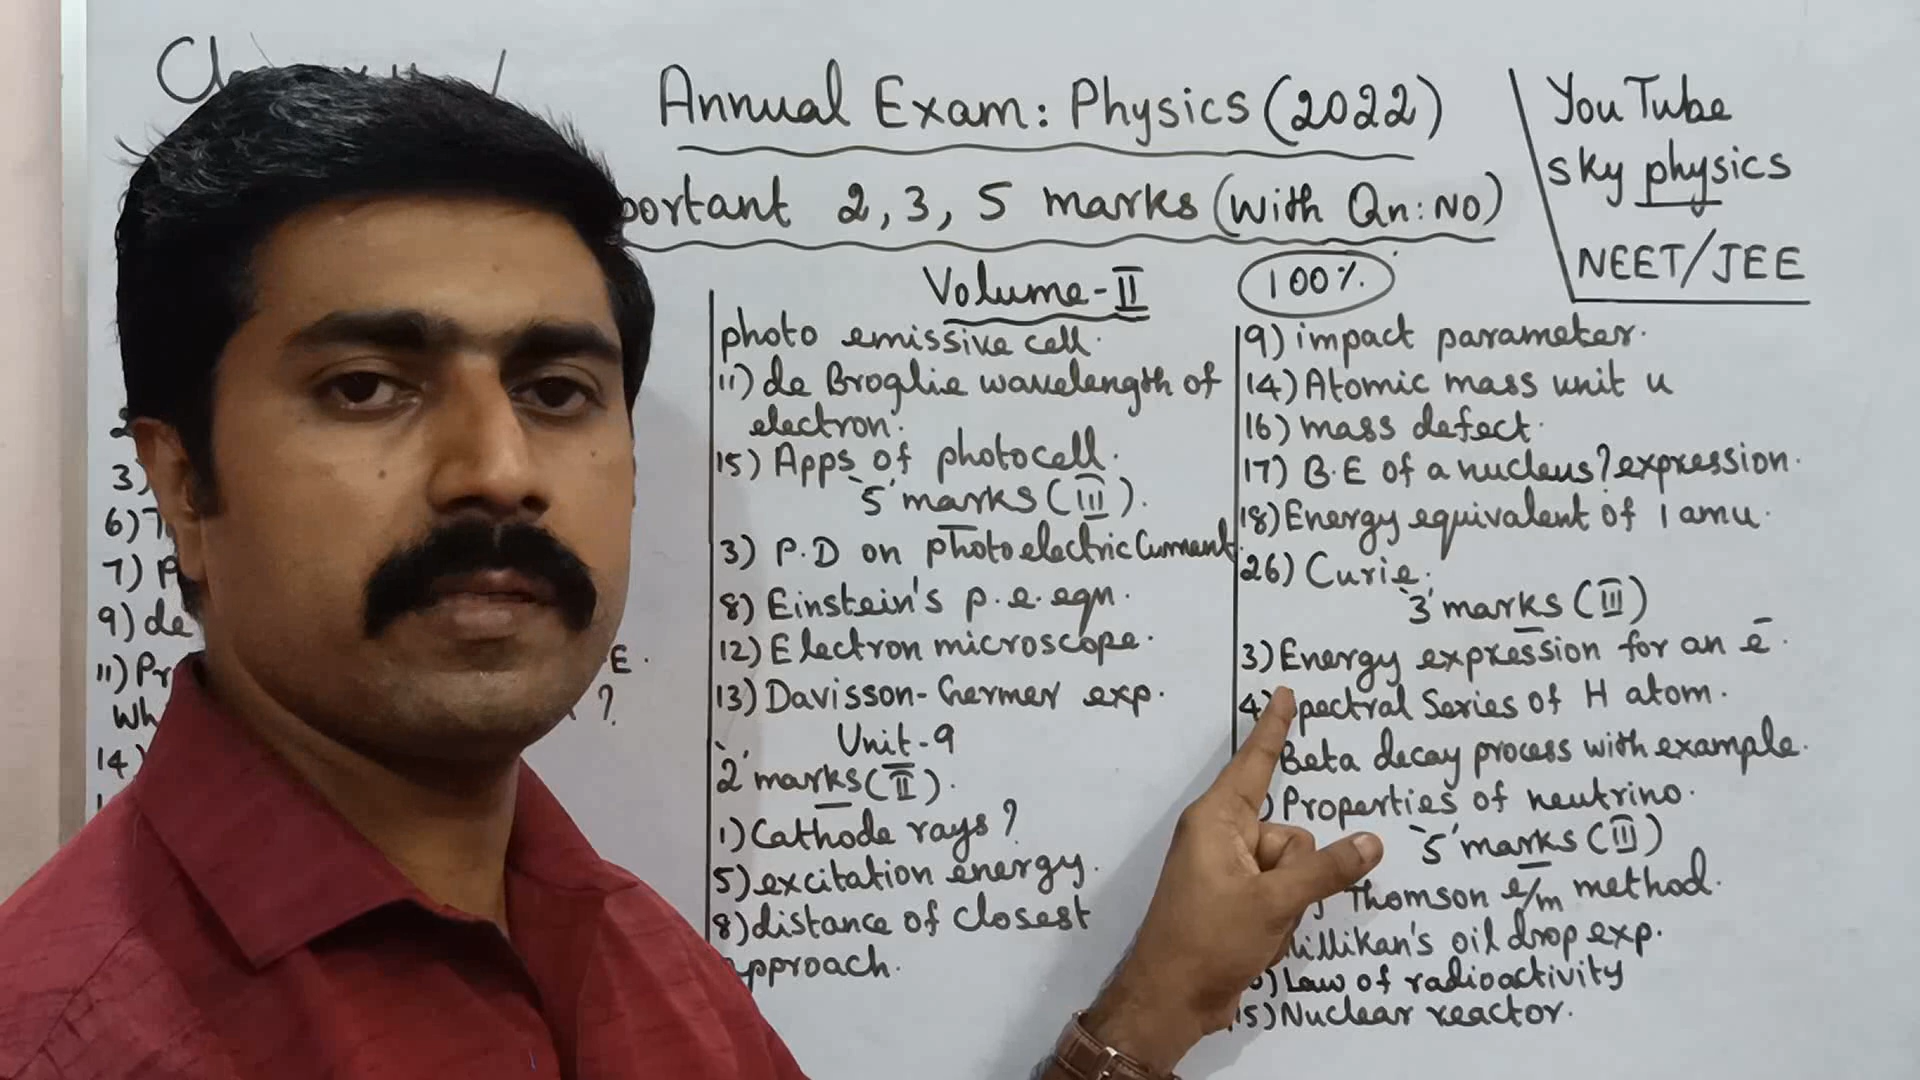 Annual Exam: Physics (2022)
portant 2, 3, 5 marks (with Qn: NO)
YouTube
sky physics
NEET/JEE
Volume-II
100%.
3)
6)
7) P
9) de
11) Pr
E.
Wh
?
14)
photo emissive cell.
11) de Broglie wavelength of
electron.
15) Apps of photocell.
'5' marks (III).
3) P.D on photoelectric Current.
8) Einstein's p.e.eqn.
12) Electron microscope.
13) Davisson-Germer exp.
Unit-9
'2' marks (II).
1) Cathode rays?
5) excitation energy.
8) distance of closest
approach.
9) impact parameter.
14) Atomic mass unit u
16) mass defect.
17) B.E of a nucleus? expression.
18) Energy equivalent of 1 amu.
26) Curie.
'3' marks (III)
3) Energy expression for an e̅.
4) Spectral Series of H atom.
Beta decay process with example.
) Properties of neutrino.
'5' marks (III)
) Thomson e/m method.
Millikan's oil drop exp.
) Law of radioactivity
15) Nuclear reactor.